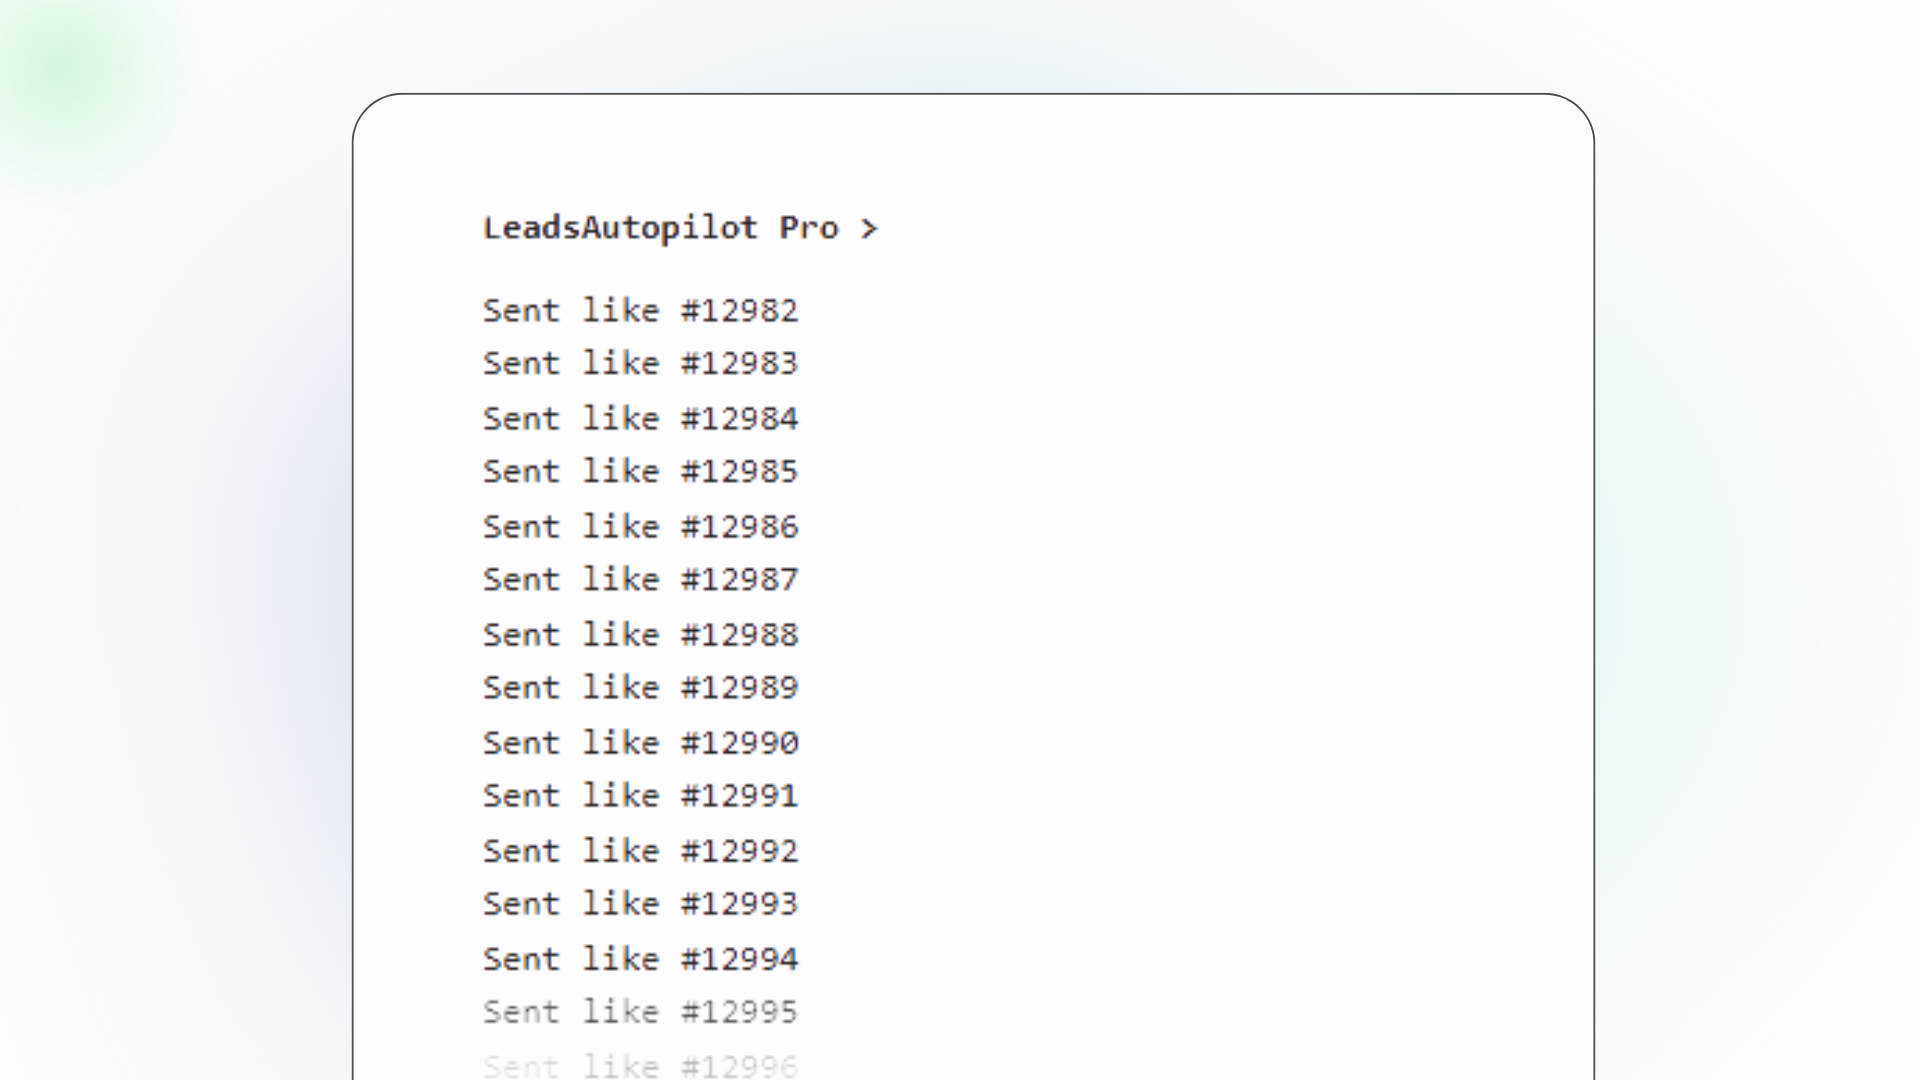 LeadsAutopilot Pro >
Sent like #12982
Sent like #12983
Sent like #12984
Sent like #12985
Sent like #12986
Sent like #12987
Sent like #12988
Sent like #12989
Sent like #12990
Sent like #12991
Sent like #12992
Sent like #12993
Sent like #12994
Sent like #12995
Sent like #12996